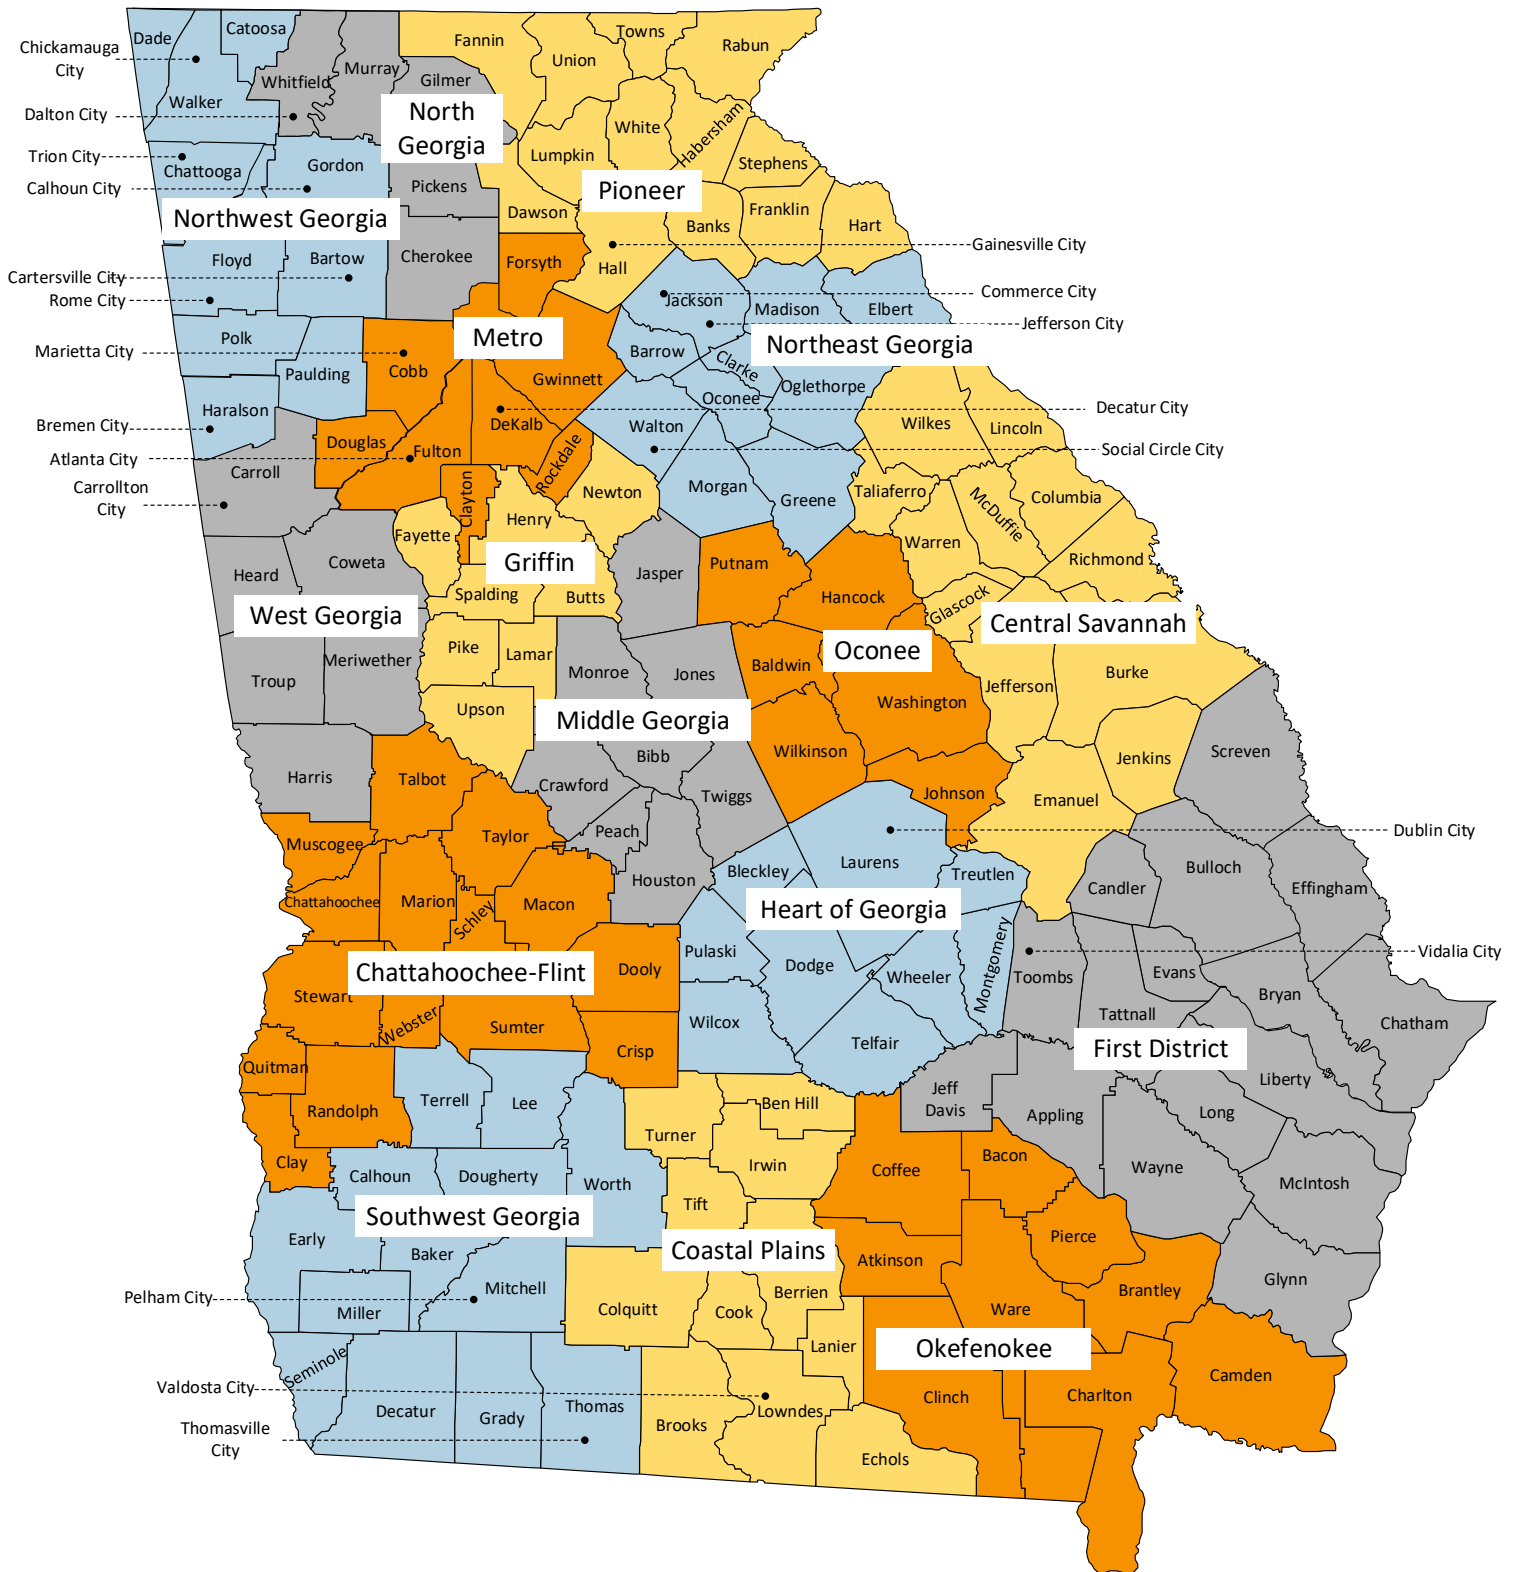 Dade
Catoosa
Fannin
Towns
Union
Rabun
Chickamauga
City
Whitfield
Murray
Gilmer
Walker
North
Georgia
Dalton City
White
Habersham
Trion City
Chattooga
Gordon
Lumpkin
Stephens
Calhoun City
Pickens
Pioneer
Northwest Georgia
Dawson
Banks
Franklin
Hart
Gainesville City
Floyd
Bartow
Cherokee
Forsyth
Hall
Cartersville City
Rome City
Commerce City
Jackson
Madison
Elbert
Jefferson City
Polk
Metro
Northeast Georgia
Marietta City
Cobb
Barrow
Clarke
Paulding
Gwinnett
Oglethorpe
Oconee
Haralson
Decatur City
Bremen City
DeKalb
Walton
Wilkes
Lincoln
Douglas
Fulton
Social Circle City
Atlanta City
Carroll
Rockdale
Carrollton
City
Clayton
Newton
Morgan
Greene
Taliaferro
McDuffie
Columbia
Henry
Fayette
Warren
Coweta
Griffin
Putnam
Richmond
Heard
Jasper
Spalding
Butts
Hancock
Glascock
West Georgia
Central Savannah
Pike
Lamar
Oconee
Meriwether
Baldwin
Troup
Monroe
Jones
Jefferson
Burke
Upson
Washington
Middle Georgia
Wilkinson
Bibb
Screven
Jenkins
Harris
Talbot
Crawford
Twiggs
Johnson
Emanuel
Muscogee
Taylor
Peach
Dublin City
Laurens
Bleckley
Treutlen
Bulloch
Houston
Candler
Effingham
Chattahoochee
Marion
Schley
Macon
Heart of Georgia
Pulaski
Montgomery
Vidalia City
Chattahoochee-Flint
Dooly
Dodge
Wheeler
Toombs
Evans
Stewart
Bryan
Webster
Sumter
Wilcox
Tattnall
Chatham
Crisp
Telfair
First District
Quitman
Liberty
Randolph
Terrell
Lee
Ben Hill
Jeff
Davis
Appling
Long
Turner
Clay
Calhoun
Dougherty
Irwin
Coffee
Bacon
Wayne
McIntosh
Worth
Tift
Southwest Georgia
Early
Baker
Coastal Plains
Atkinson
Pierce
Mitchell
Berrien
Brantley
Glynn
Pelham City
Miller
Colquitt
Cook
Ware
Lanier
Okefenokee
Seminole
Valdosta City
Camden
Clinch
Charlton
Decatur
Grady
Thomas
Lowndes
Brooks
Thomasville
City
Echols